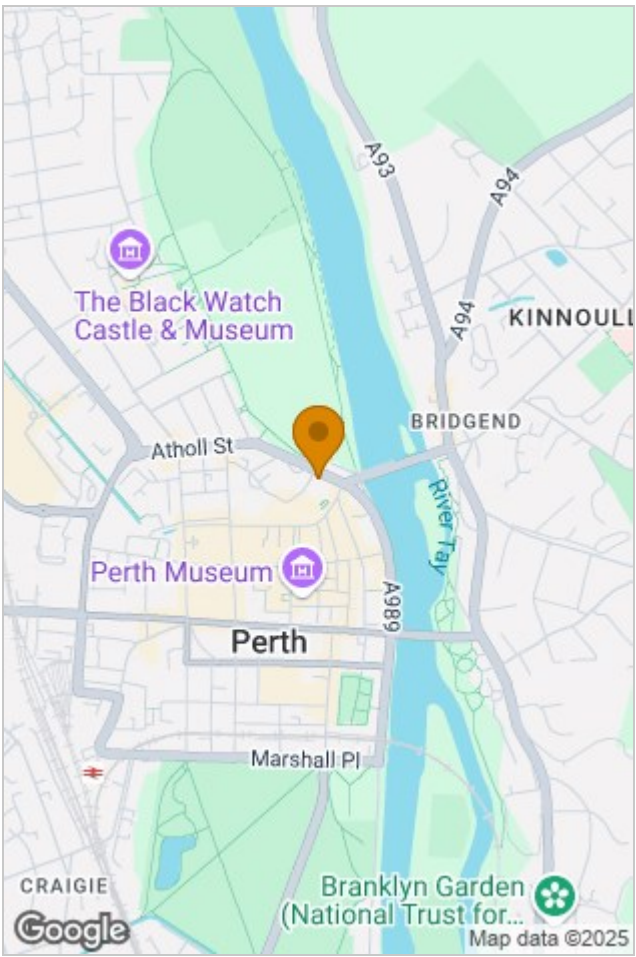 A93
A94
The Black Watch
Castle & Museum
A94
KINNOULL
BRIDGEND
Atholl St
River Tay
Perth Museum
A989
Perth
Marshall Pl
CRAIGIE
Branklyn Garden
(National Trust for...
Google
Map data ©2025